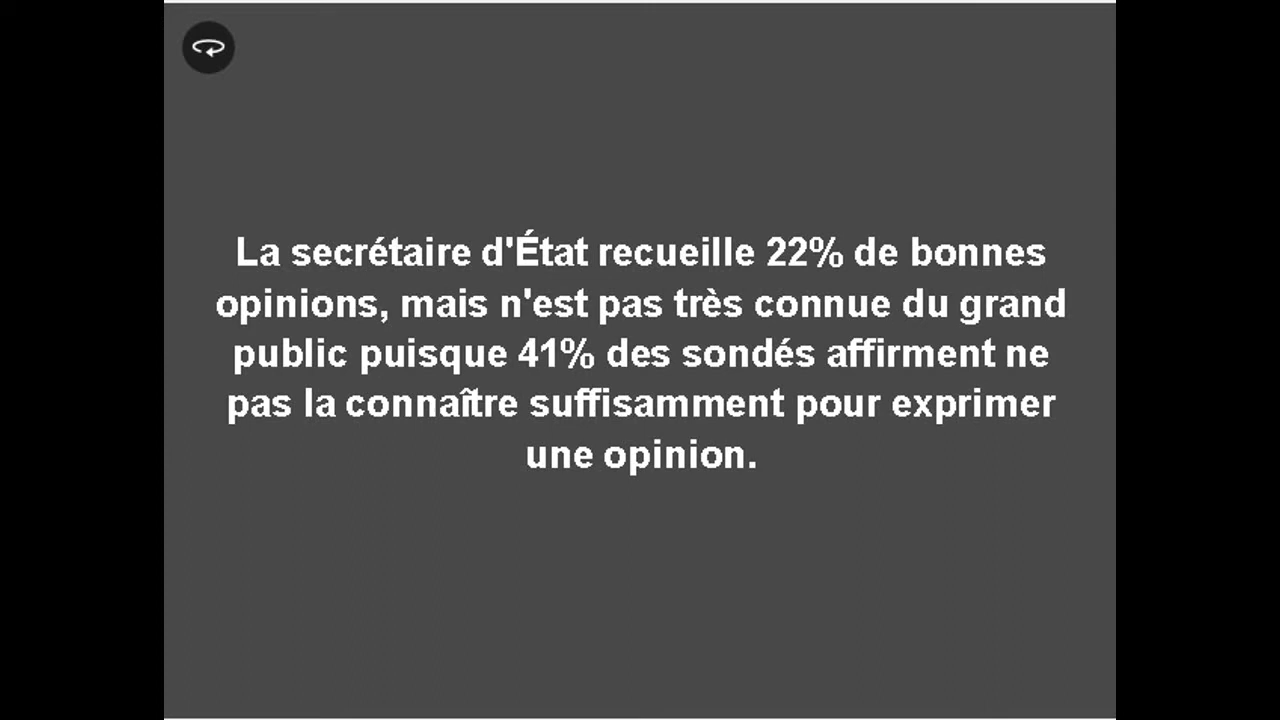 La secrétaire d'État recueille 22% de bonnes
opinions, mais n'est pas très connue du grand
public puisque 41% des sondés affirment ne
pas la connaître suffisamment pour exprimer
une opinion.